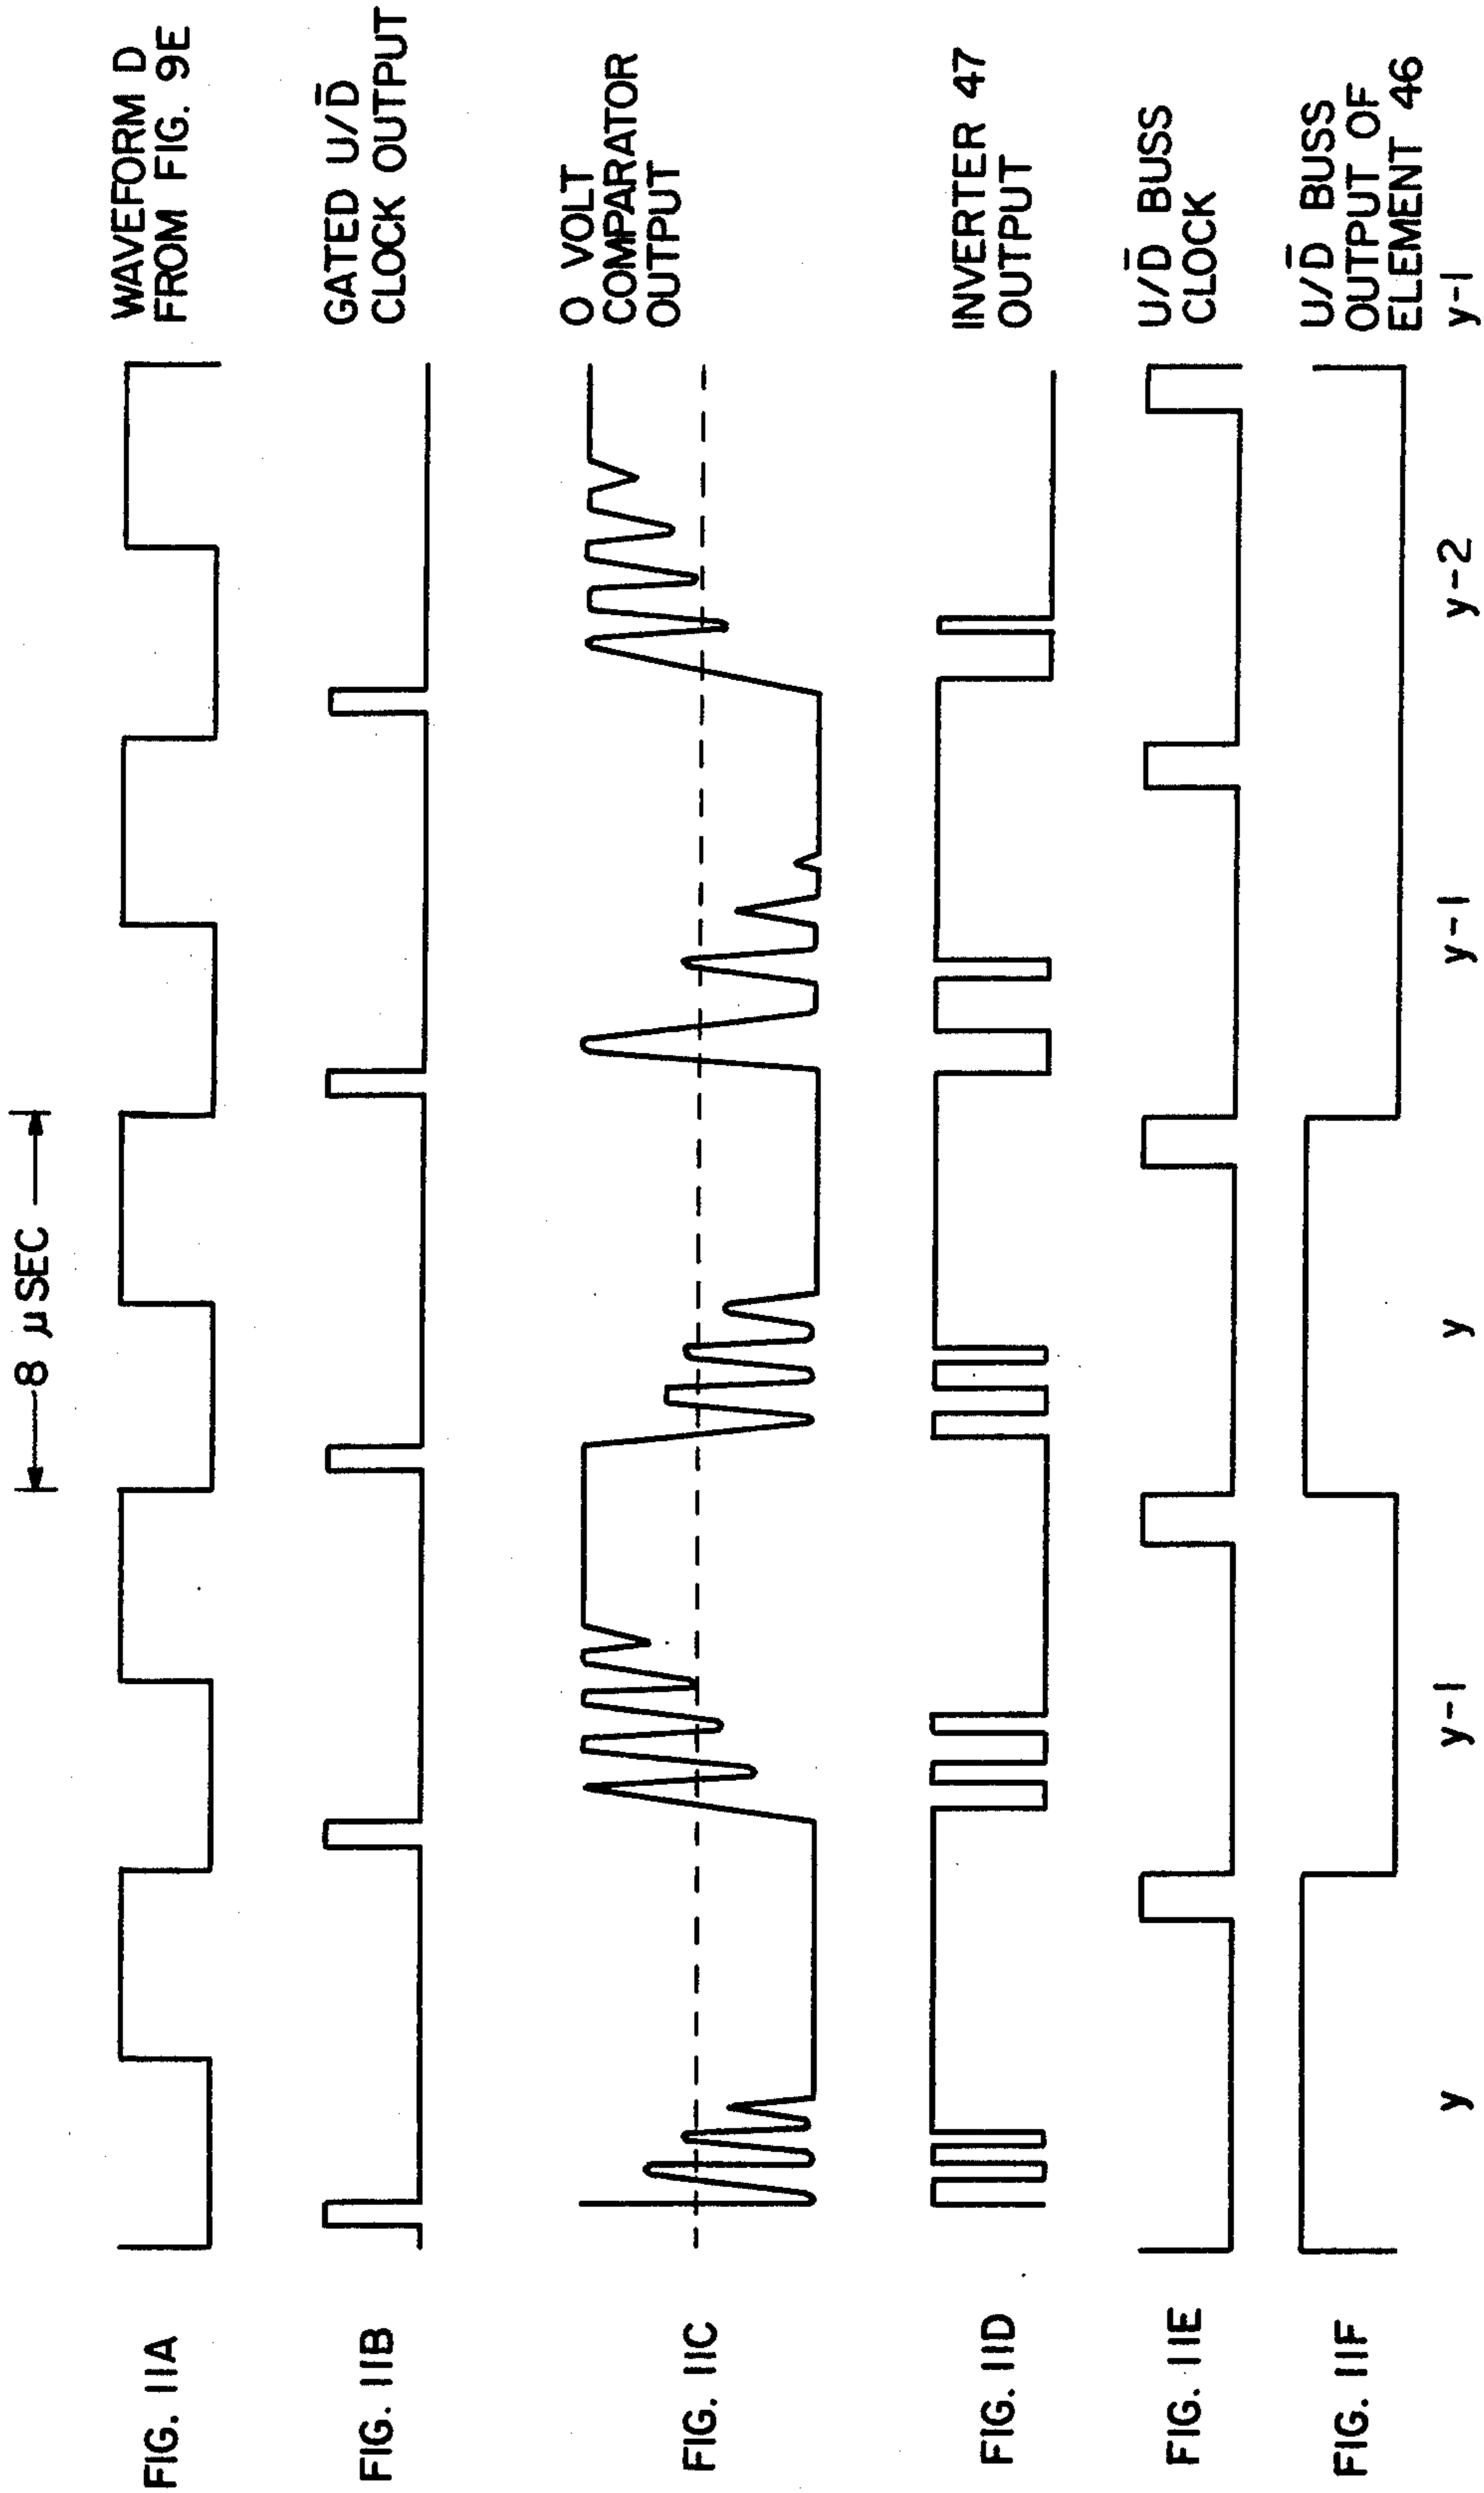 8 μSEC
FIG. 11A
WAVEFORM D
FROM FIG. 9E
FIG. 11B
GATED U/D̅
CLOCK OUTPUT
FIG. 11C
0 VOLT
COMPARATOR
OUTPUT
FIG. 11D
INVERTER 47
OUTPUT
FIG. 11E
U/D̅ BUSS
CLOCK
FIG. 11F
U/D̅ BUSS
OUTPUT OF
ELEMENT 46
y y-1 y y-1 y-2 y-1